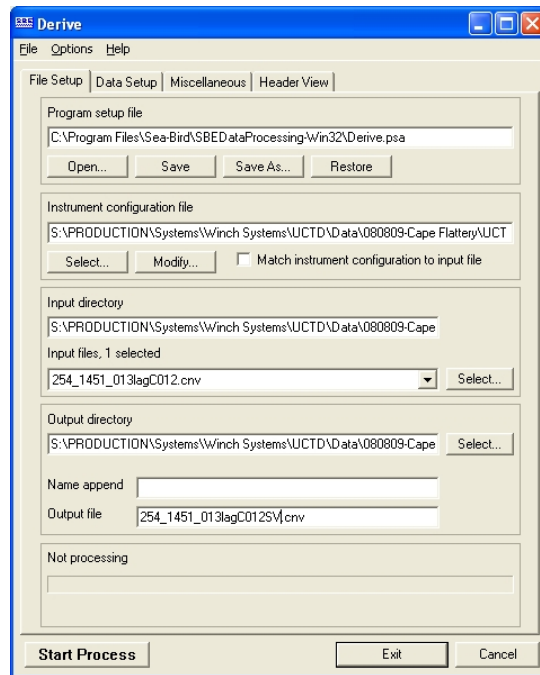 SBE Derive
File Options Help
File Setup Data Setup Miscellaneous Header View
Program setup file
C:\Program Files\Sea-Bird\SBEDataProcessing-Win32\Derive.psa
Open... Save Save As... Restore
Instrument configuration file
S:\PRODUCTION\Systems\Winch Systems\UCTD\Data\080809-Cape Flattery\UCT
Select... Modify... Match instrument configuration to input file
Input directory
S:\PRODUCTION\Systems\Winch Systems\UCTD\Data\080809-Cape
Input files, 1 selected
254_1451_013lagC012.cnv Select...
Output directory
S:\PRODUCTION\Systems\Winch Systems\UCTD\Data\080809-Cape Select...
Name append
Output file 254_1451_013lagC012SV.cnv
Not processing
Start Process Exit Cancel